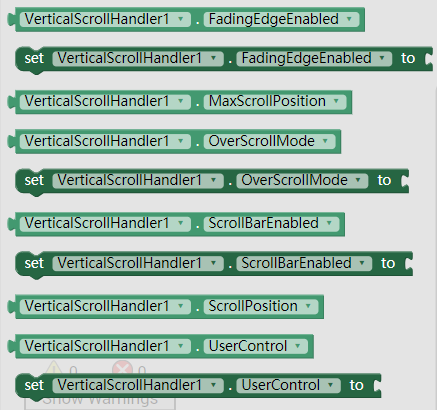 VerticalScrollHandler1 . FadingEdgeEnabled
set VerticalScrollHandler1 . FadingEdgeEnabled to
VerticalScrollHandler1 . MaxScrollPosition
VerticalScrollHandler1 . OverScrollMode
set VerticalScrollHandler1 . OverScrollMode to
VerticalScrollHandler1 . ScrollBarEnabled
set VerticalScrollHandler1 . ScrollBarEnabled to
VerticalScrollHandler1 . ScrollPosition
VerticalScrollHandler1 . UserControl
0 0
set VerticalScrollHandler1 . UserControl to
Show Warnings